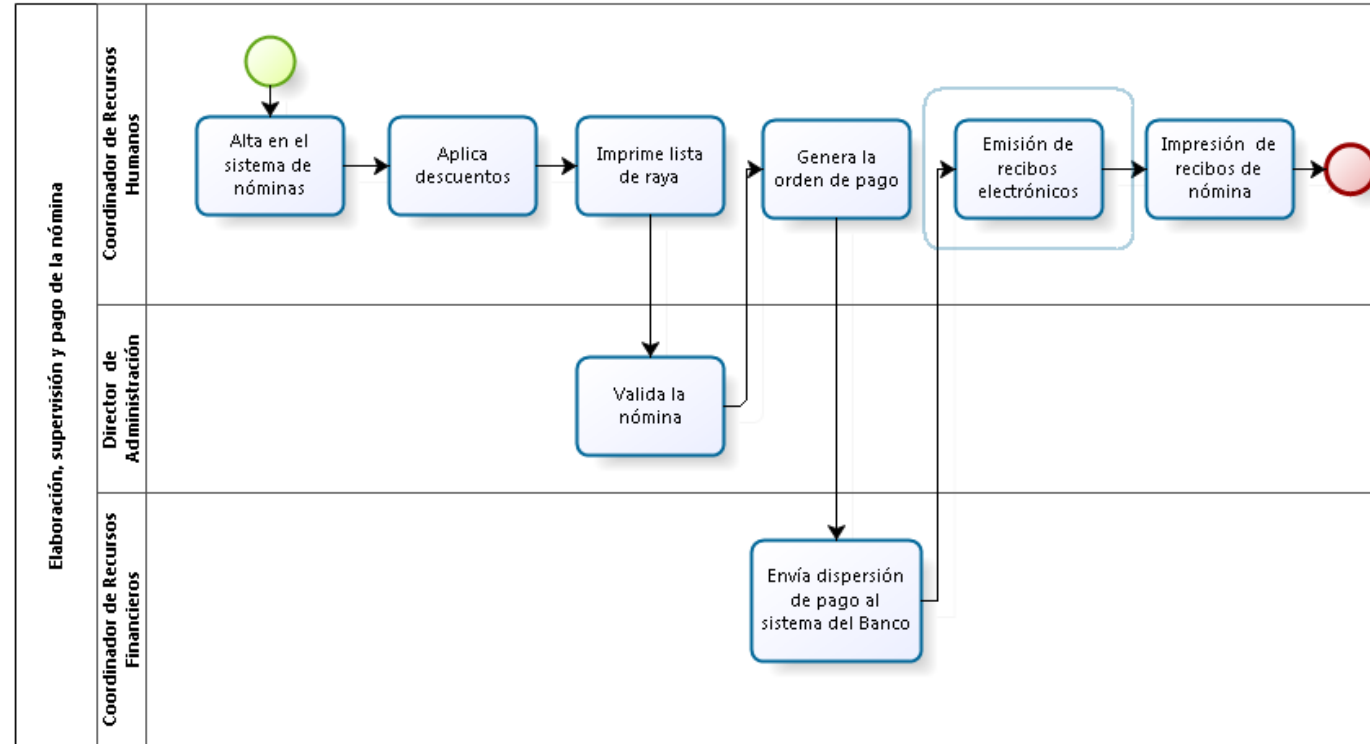 Elaboración, supervisión y pago de la nómina
Coordinador de Recursos
Humanos
Alta en el
sistema de
nóminas
Aplica
descuentos
Imprime lista
de raya
Genera la
orden de pago
Emisión de
recibos
electrónicos
Impresión de
recibos de
nómina
Director de
Administración
Valida la
nómina
Coordinador de Recursos
Financieros
Envía dispersión
de pago al
sistema del Banco